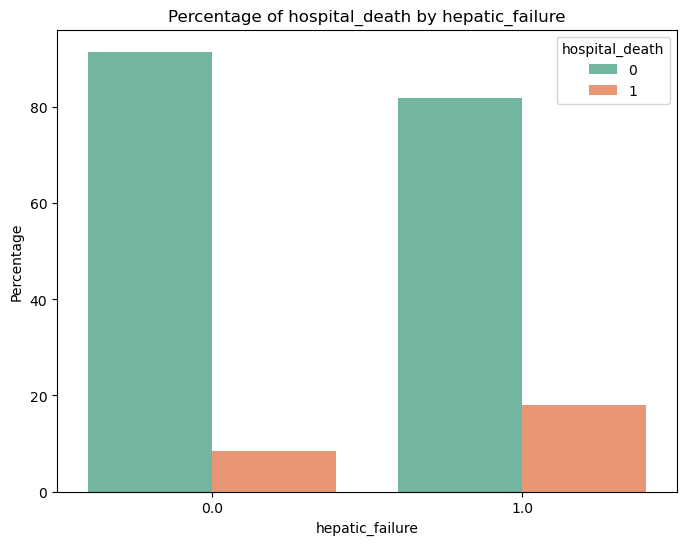 Percentage of hospital_death by hepatic_failure
hospital_death
0
1
80
60
40
20
0
Percentage
0.0
1.0
hepatic_failure